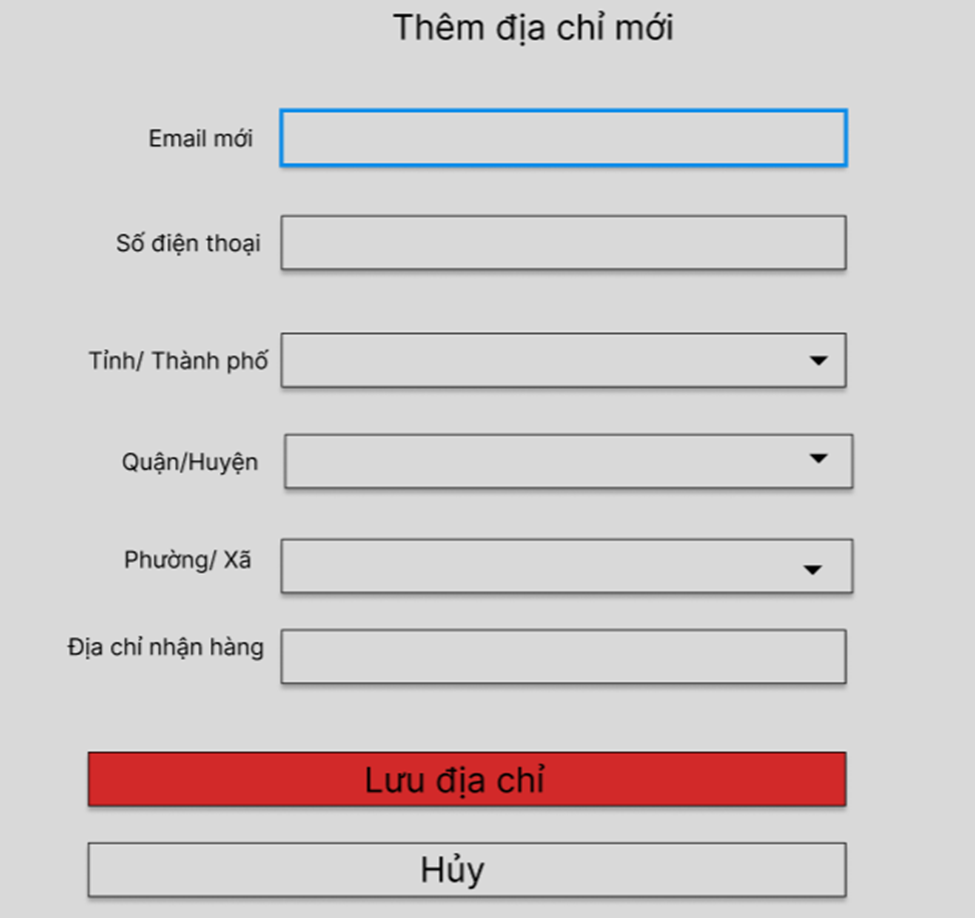 Thêm địa chỉ mới
Email mới
Số điện thoại
Tỉnh/ Thành phố
Quận/Huyện
Phường/ Xã
Địa chỉ nhận hàng
Lưu địa chỉ
Hủy